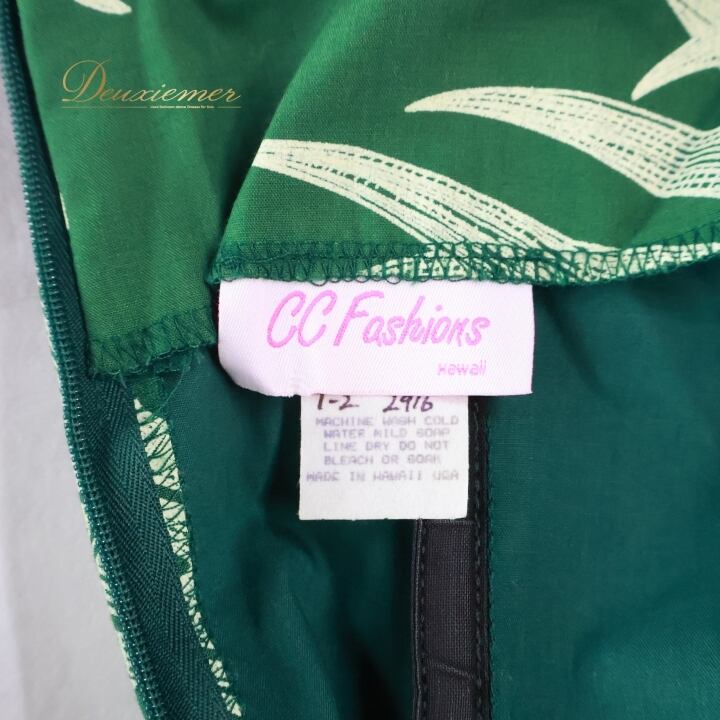 Deuxiemer
CC Fashions
Hawaii
1-2 2916
MACHINE WASH COLD
WATER MILD SOAP
LINE DRY DO NOT
BLEACH OR SOAK
MADE IN HAWAII USA